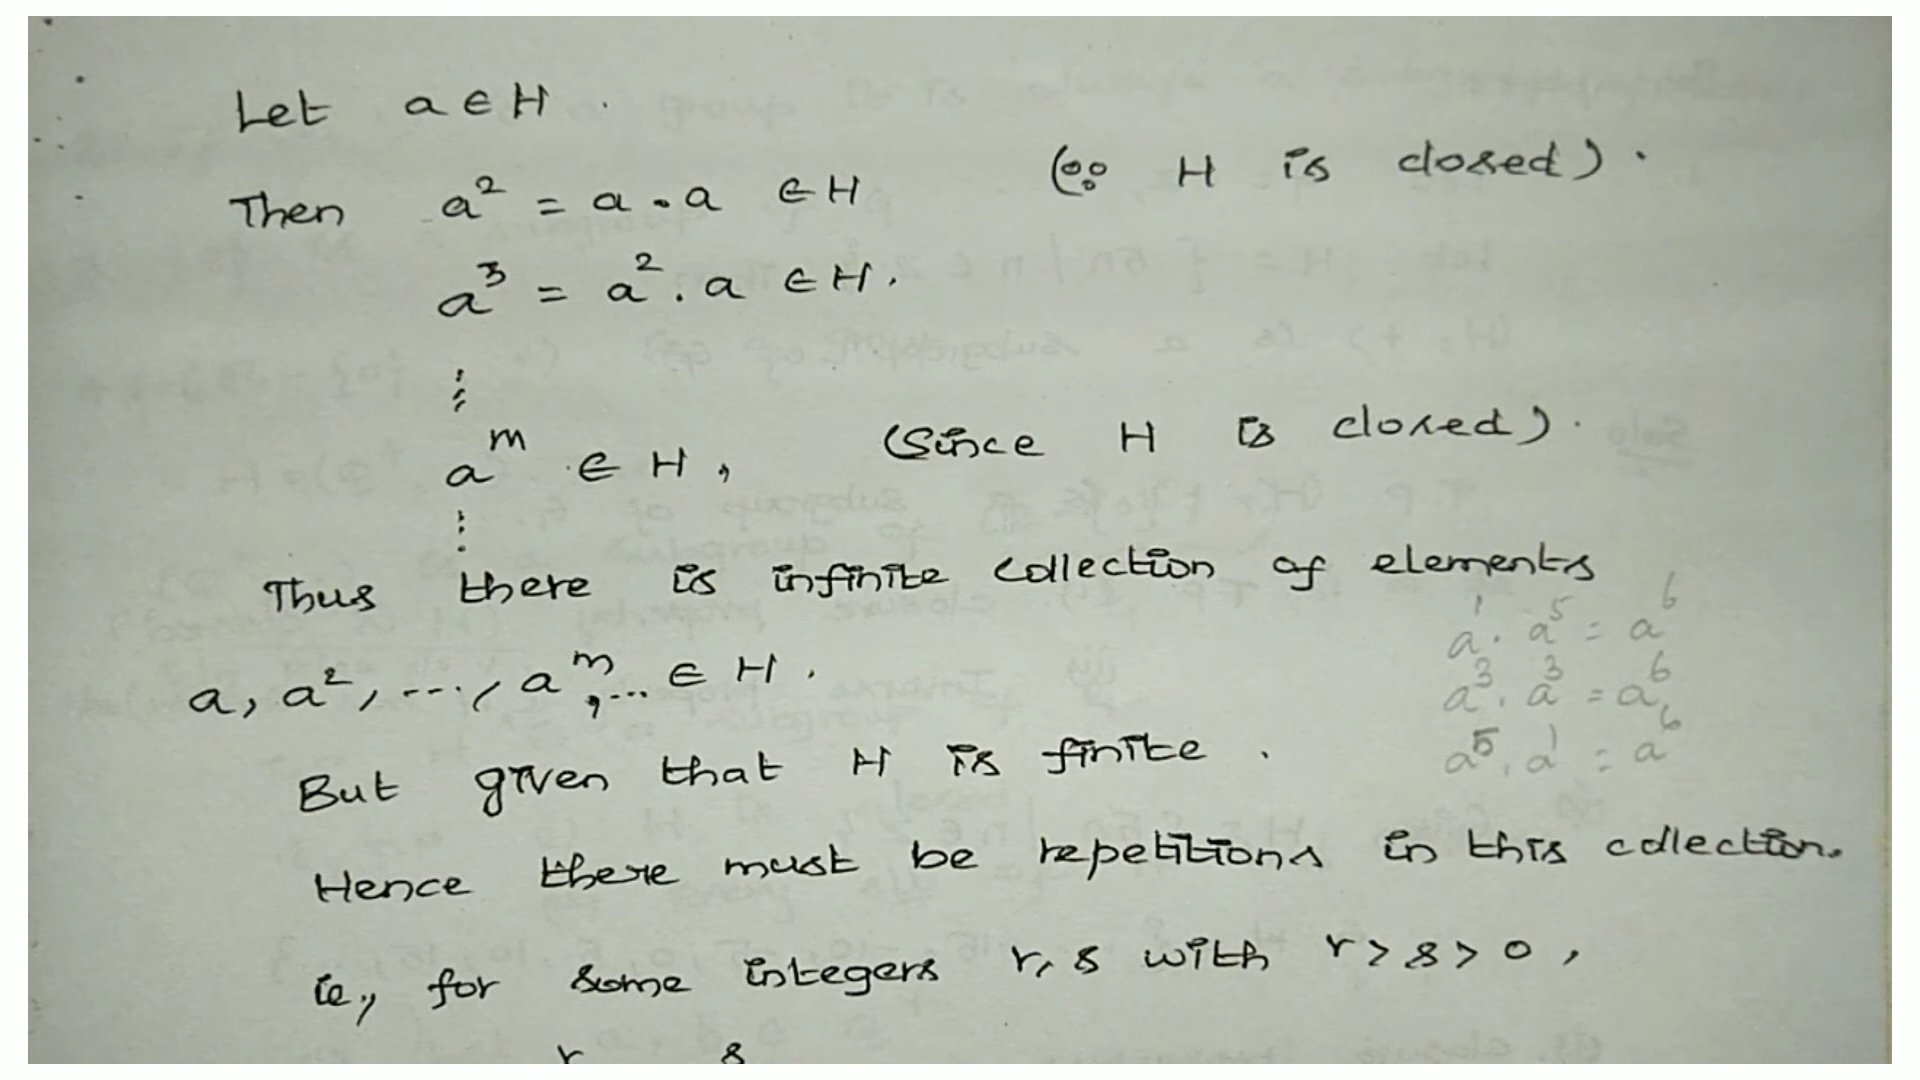 Let a ∈ H .
Then a² = a . a ∈ H (∵ H is closed) .
a³ = a² . a ∈ H .
⋮
aᵐ ∈ H , (Since H is closed) .
⋮
Thus there is infinite collection of elements
a, a², ..., aᵐ, ... ∈ H .
a¹ . a⁵ = a⁶
a³ . a³ = a⁶
a⁵ . a¹ = a⁶
But given that H is finite .
Hence there must be repetitions in this collection.
ie., for some integers r, s with r > s > 0 ,
r s